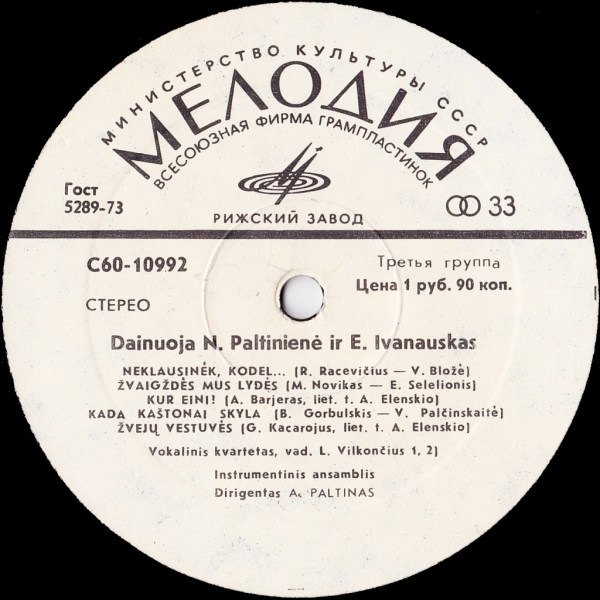 МИНИСТЕРСТВО КУЛЬТУРЫ СССР
МЕЛОДИЯ
ВСЕСОЮЗНАЯ ФИРМА ГРАМПЛАСТИНОК
Гост
5289-73
РИЖСКИЙ ЗАВОД
33
С60-10992
Третья группа
Цена 1 руб. 90 коп.
СТЕРЕО
Dainuoja N. Paltinienė ir E. Ivanauskas
NEKLAUSINĖK, KODEL... (R. Racevičius — V. Blože)
ŽVAIGŽDĖS MUS LYDĖS (M. Novikas — E. Selelionis)
KUR EINI! (A. Barjeras, liet. t. A. Elenskio)
KADA KAŠTONAI SKYLA (B. Gorbulskis — V. Palčinskaitė)
ŽVEJŲ VESTUVĖS (G. Kacarojus, liet. t. A. Elenskio)
Vokalinis kvartetas, vad. L. Vilkončius 1, 2)
Instrumentinis ansamblis
Dirigentas A. PALTINAS